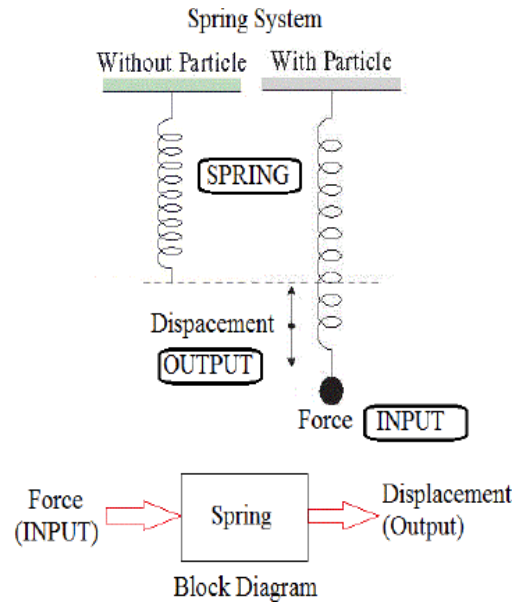 Spring System
Without Particle
With Particle
SPRING
Dispacement
OUTPUT
Force
INPUT
Force
(INPUT)
Spring
Displacement
(Output)
Block Diagram